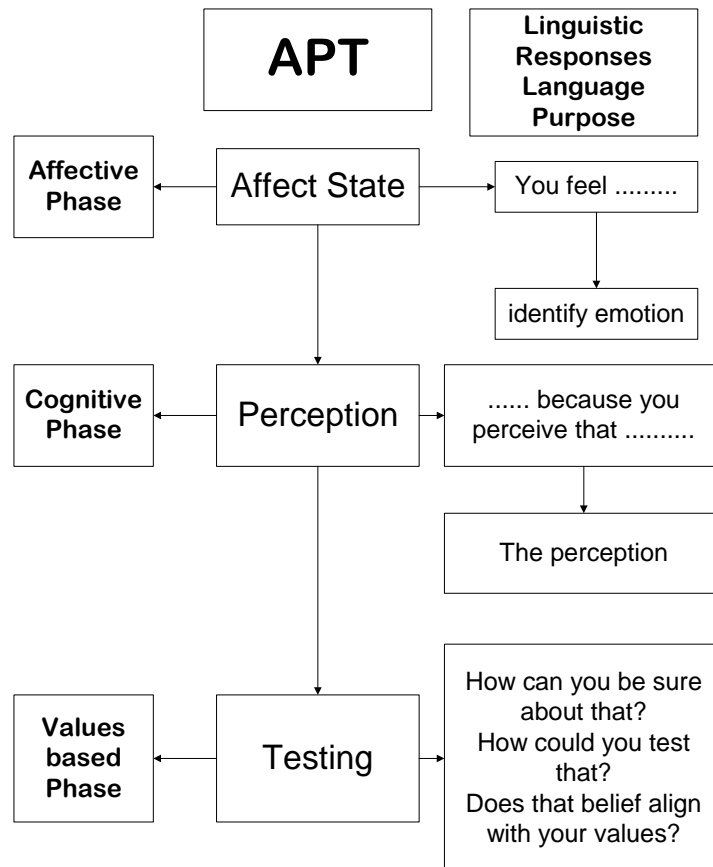 APT
Linguistic
Responses
Language
Purpose
Affective
Phase
Affect State
You feel .........
identify emotion
Cognitive
Phase
Perception
...... because you
perceive that ..........
The perception
Values
based
Phase
Testing
How can you be sure
about that?
How could you test
that?
Does that belief align
with your values?